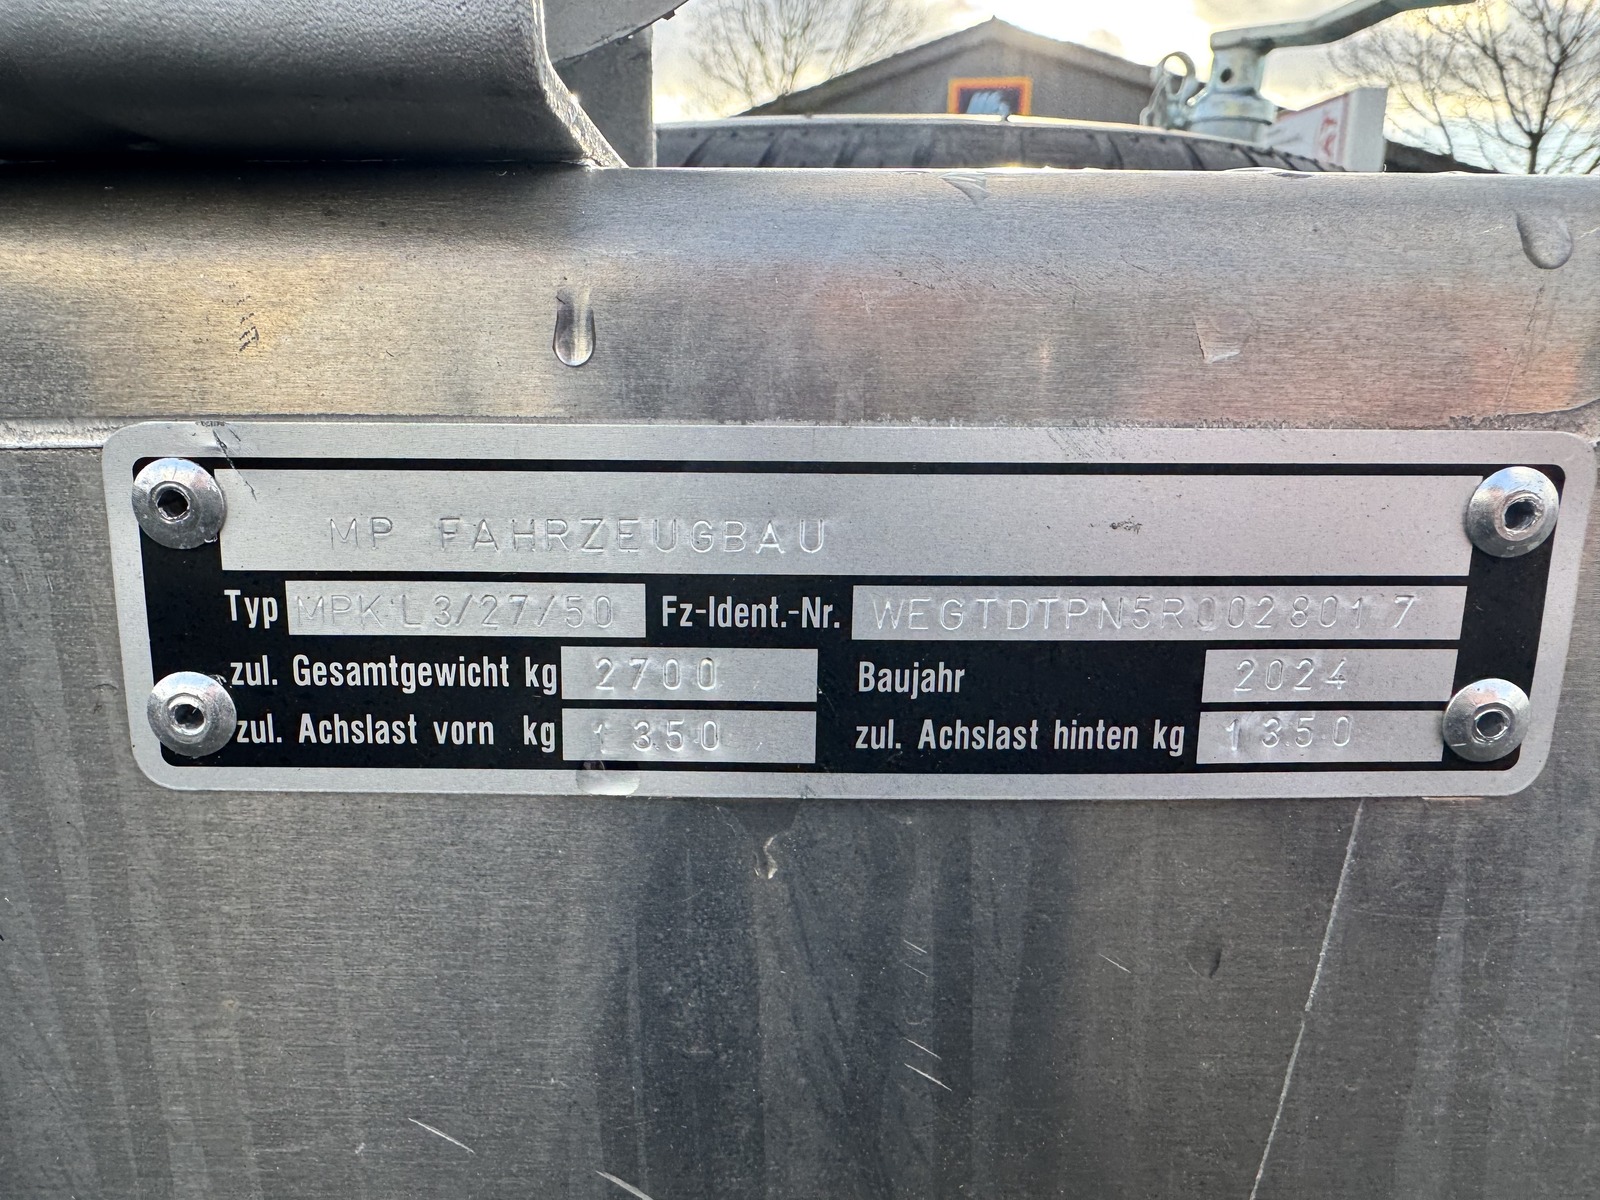 MP FAHRZEUGBAU
Typ MPK L3/27/50 Fz-Ident.-Nr. WEGTDTPN5R0028017
zul. Gesamtgewicht kg 2700 Baujahr 2024
zul. Achslast vorn kg 1350 zul. Achslast hinten kg 1350